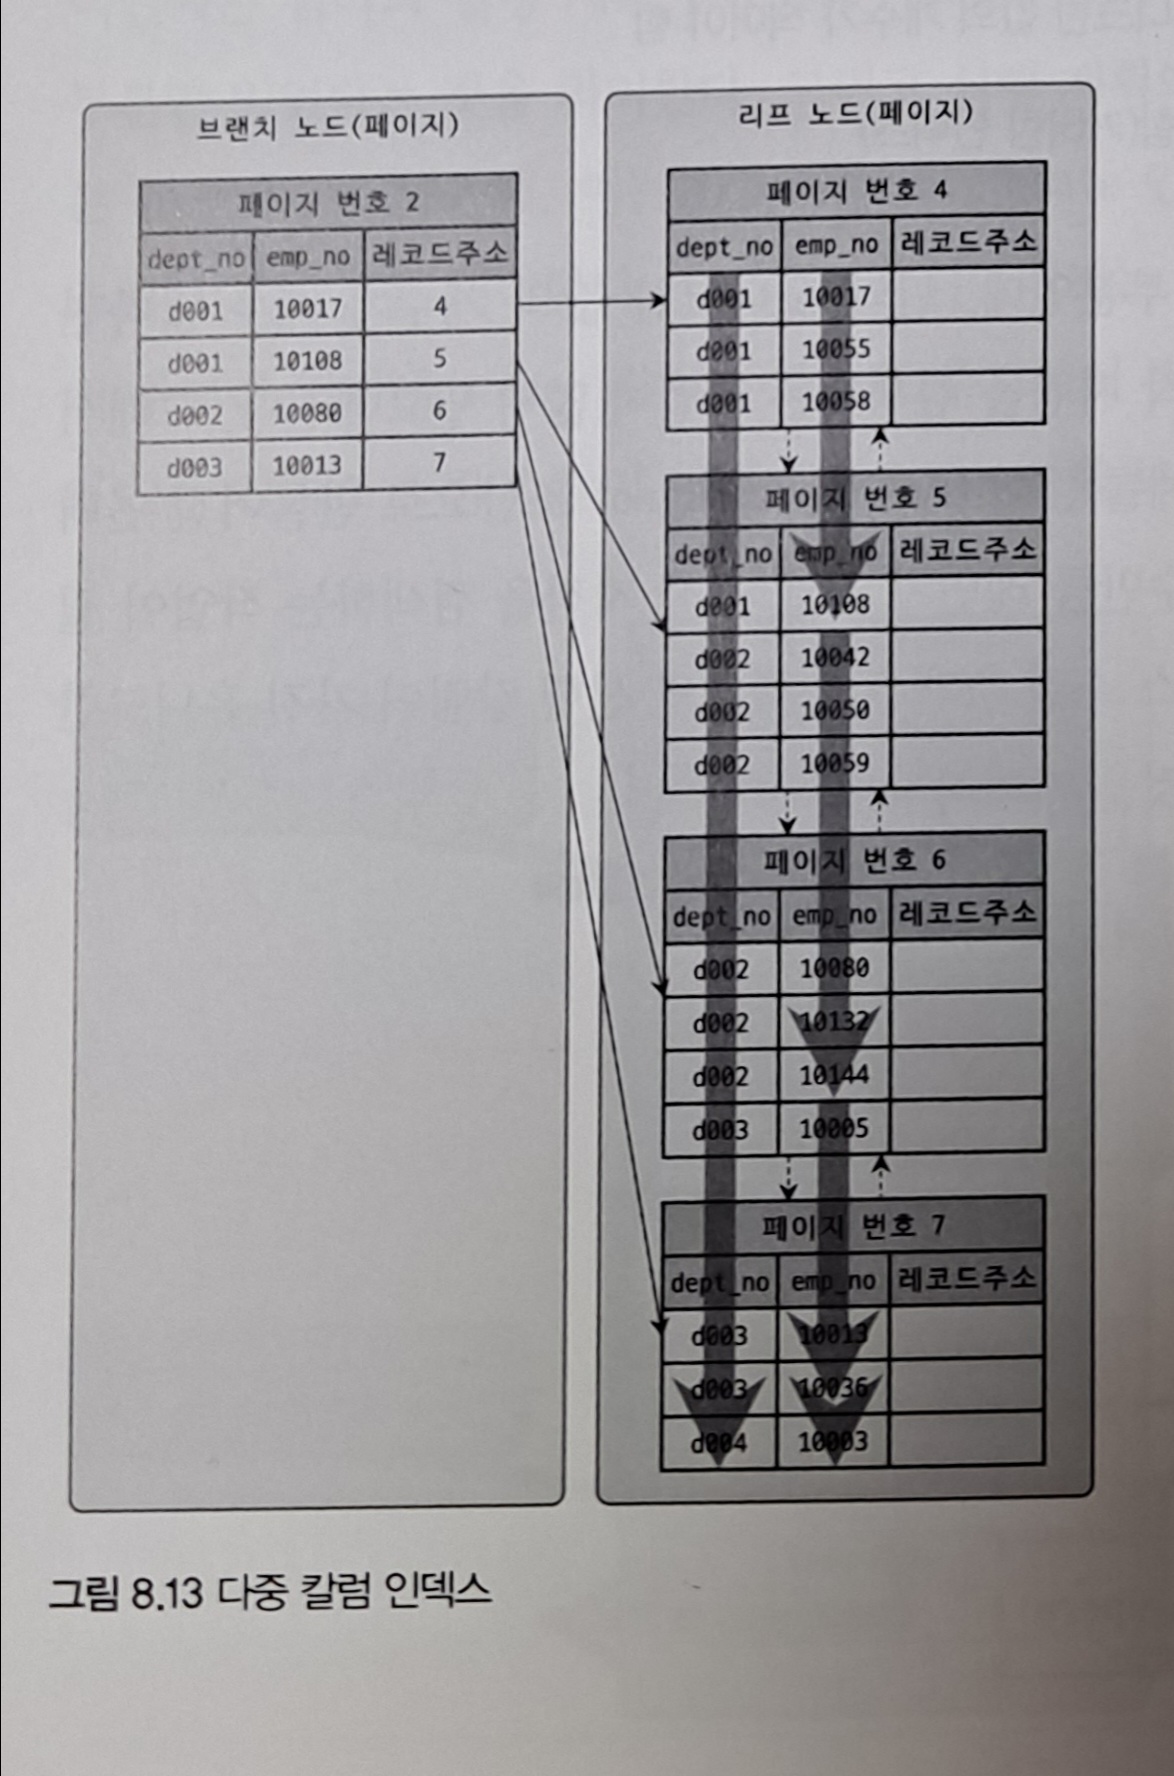 브랜치 노드(페이지)
페이지 번호 2
dept_no emp_no 레코드주소
d001 10017 4
d001 10108 5
d002 10080 6
d003 10013 7
리프 노드(페이지)
페이지 번호 4
dept_no emp_no 레코드주소
d001 10017
d001 10055
d001 10058
페이지 번호 5
dept_no emp_no 레코드주소
d001 10108
d002 10042
d002 10050
d002 10059
페이지 번호 6
dept_no emp_no 레코드주소
d002 10080
d002 10132
d002 10144
d003 10005
페이지 번호 7
dept_no emp_no 레코드주소
d003 10013
d003 10036
d004 10003
그림 8.13 다중 칼럼 인덱스